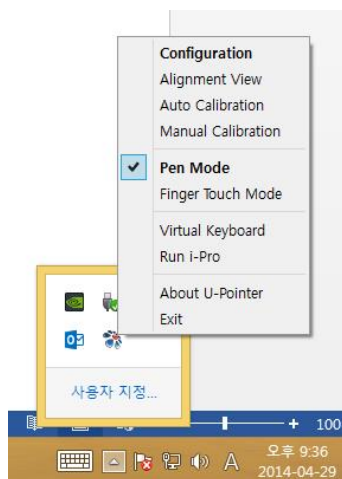 Configuration
Alignment View
Auto Calibration
Manual Calibration
Pen Mode
Finger Touch Mode
Virtual Keyboard
Run i-Pro
About U-Pointer
Exit
사용자 지정...
100
A
오후 9:36
2014-04-29